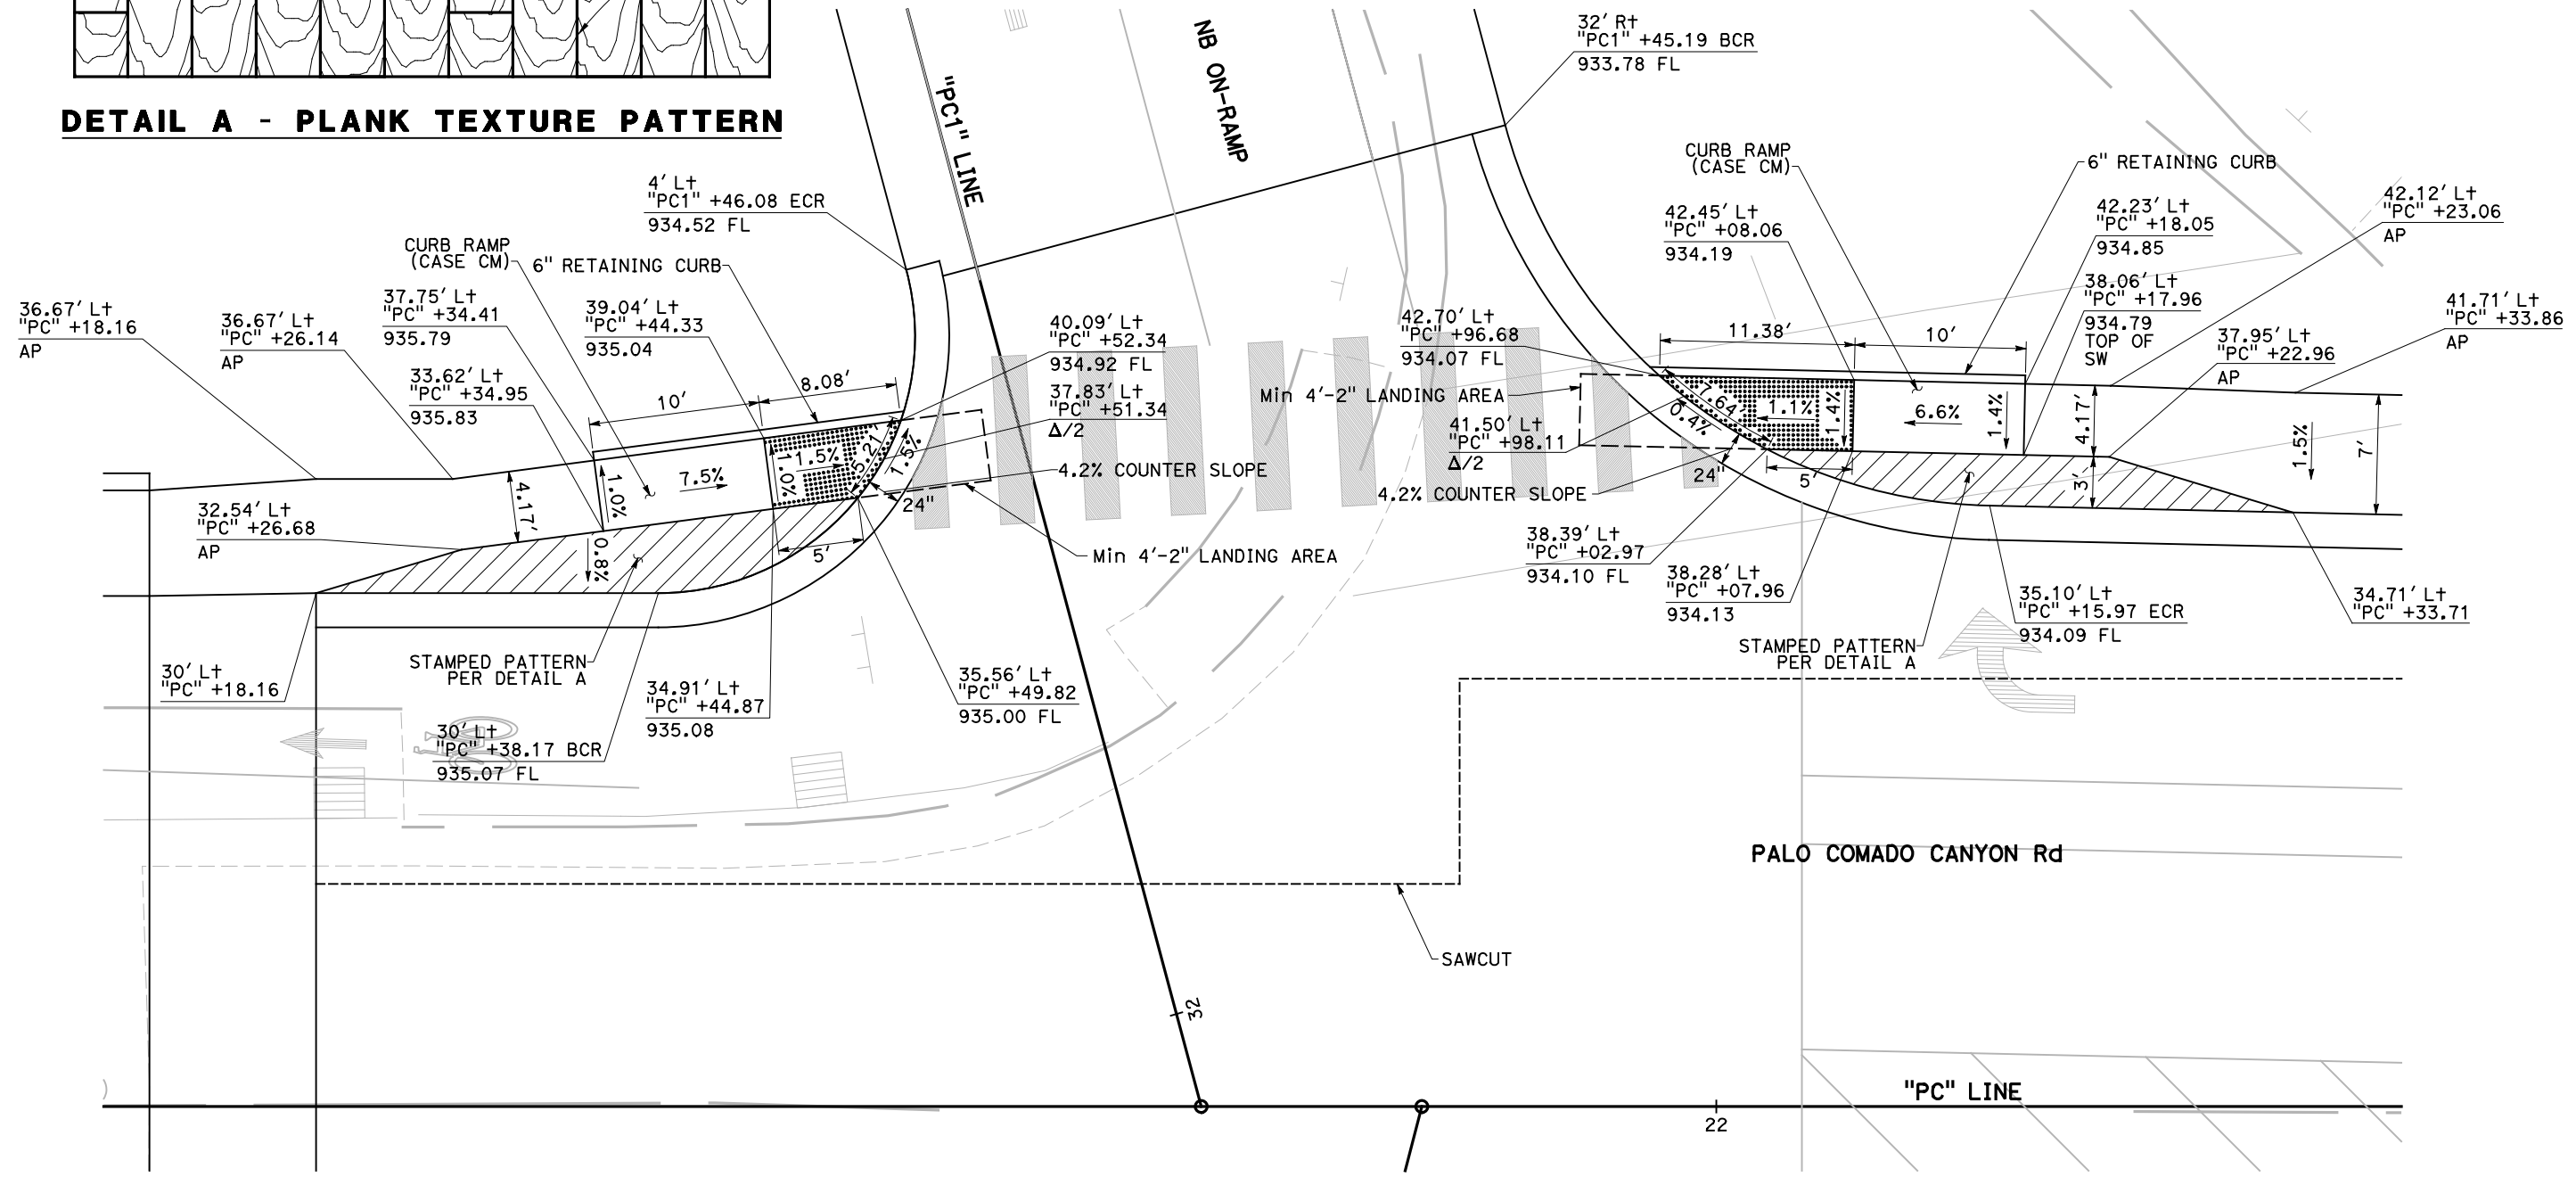 DETAIL A - PLANK TEXTURE PATTERN
"PC1" LINE
NB ON-RAMP
32' Rt
"PC1" +45.19 BCR
933.78 FL
4' Lt
"PC1" +46.08 ECR
934.52 FL
CURB RAMP
(CASE CM)
6" RETAINING CURB
36.67' Lt
"PC" +18.16
AP
36.67' Lt
"PC" +26.14
AP
37.75' Lt
"PC" +34.41
935.79
33.62' Lt
"PC" +34.95
935.83
39.04' Lt
"PC" +44.33
935.04
10'
8.08'
40.09' Lt
"PC" +52.34
934.92 FL
37.83' Lt
"PC" +51.34
Δ/2
4.2% COUNTER SLOPE
Min 4'-2" LANDING AREA
32.54' Lt
"PC" +26.68
AP
4.17'
1.0%
7.5%
1.5%
1.0%
5.21'
1.5%
24"
5'
0.8%
30' Lt
"PC" +18.16
STAMPED PATTERN
PER DETAIL A
30' Lt
"PC" +38.17 BCR
935.07 FL
34.91' Lt
"PC" +44.87
935.08
35.56' Lt
"PC" +49.82
935.00 FL
CURB RAMP
(CASE CM)
6" RETAINING CURB
42.45' Lt
"PC" +08.06
934.19
42.23' Lt
"PC" +18.05
934.85
42.12' Lt
"PC" +23.06
AP
38.06' Lt
"PC" +17.96
934.79
TOP OF
SW
37.95' Lt
"PC" +22.96
AP
41.71' Lt
"PC" +33.86
AP
42.70' Lt
"PC" +96.68
934.07 FL
11.38'
10'
Min 4'-2" LANDING AREA
41.50' Lt
"PC" +98.11
Δ/2
4.2% COUNTER SLOPE
7.64'
0.4%
1.1%
1.4%
6.6%
1.4%
4.17'
3'
1.5%
7'
24"
5'
38.39' Lt
"PC" +02.97
934.10 FL
38.28' Lt
"PC" +07.96
934.13
STAMPED PATTERN
PER DETAIL A
35.10' Lt
"PC" +15.97 ECR
934.09 FL
34.71' Lt
"PC" +33.71
PALO COMADO CANYON Rd
SAWCUT
32
"PC" LINE
22